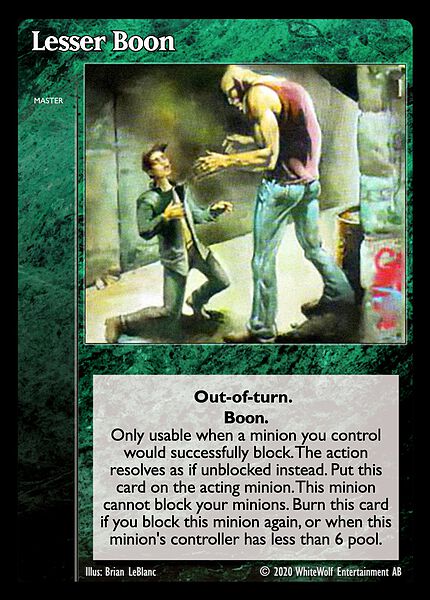 Lesser Boon
MASTER
Out-of-turn.
Boon.
Only usable when a minion you control
would successfully block. The action
resolves as if unblocked instead. Put this
card on the acting minion. This minion
cannot block your minions. Burn this card
if you block this minion again, or when this
minion's controller has less than 6 pool.
Illus: Brian LeBlanc
© 2020 WhiteWolf Entertainment AB